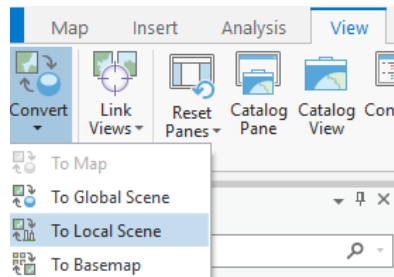 Map Insert Analysis View
Convert Link Views Reset Panes Catalog Pane Catalog View Con
To Map
To Global Scene
To Local Scene
To Basemap